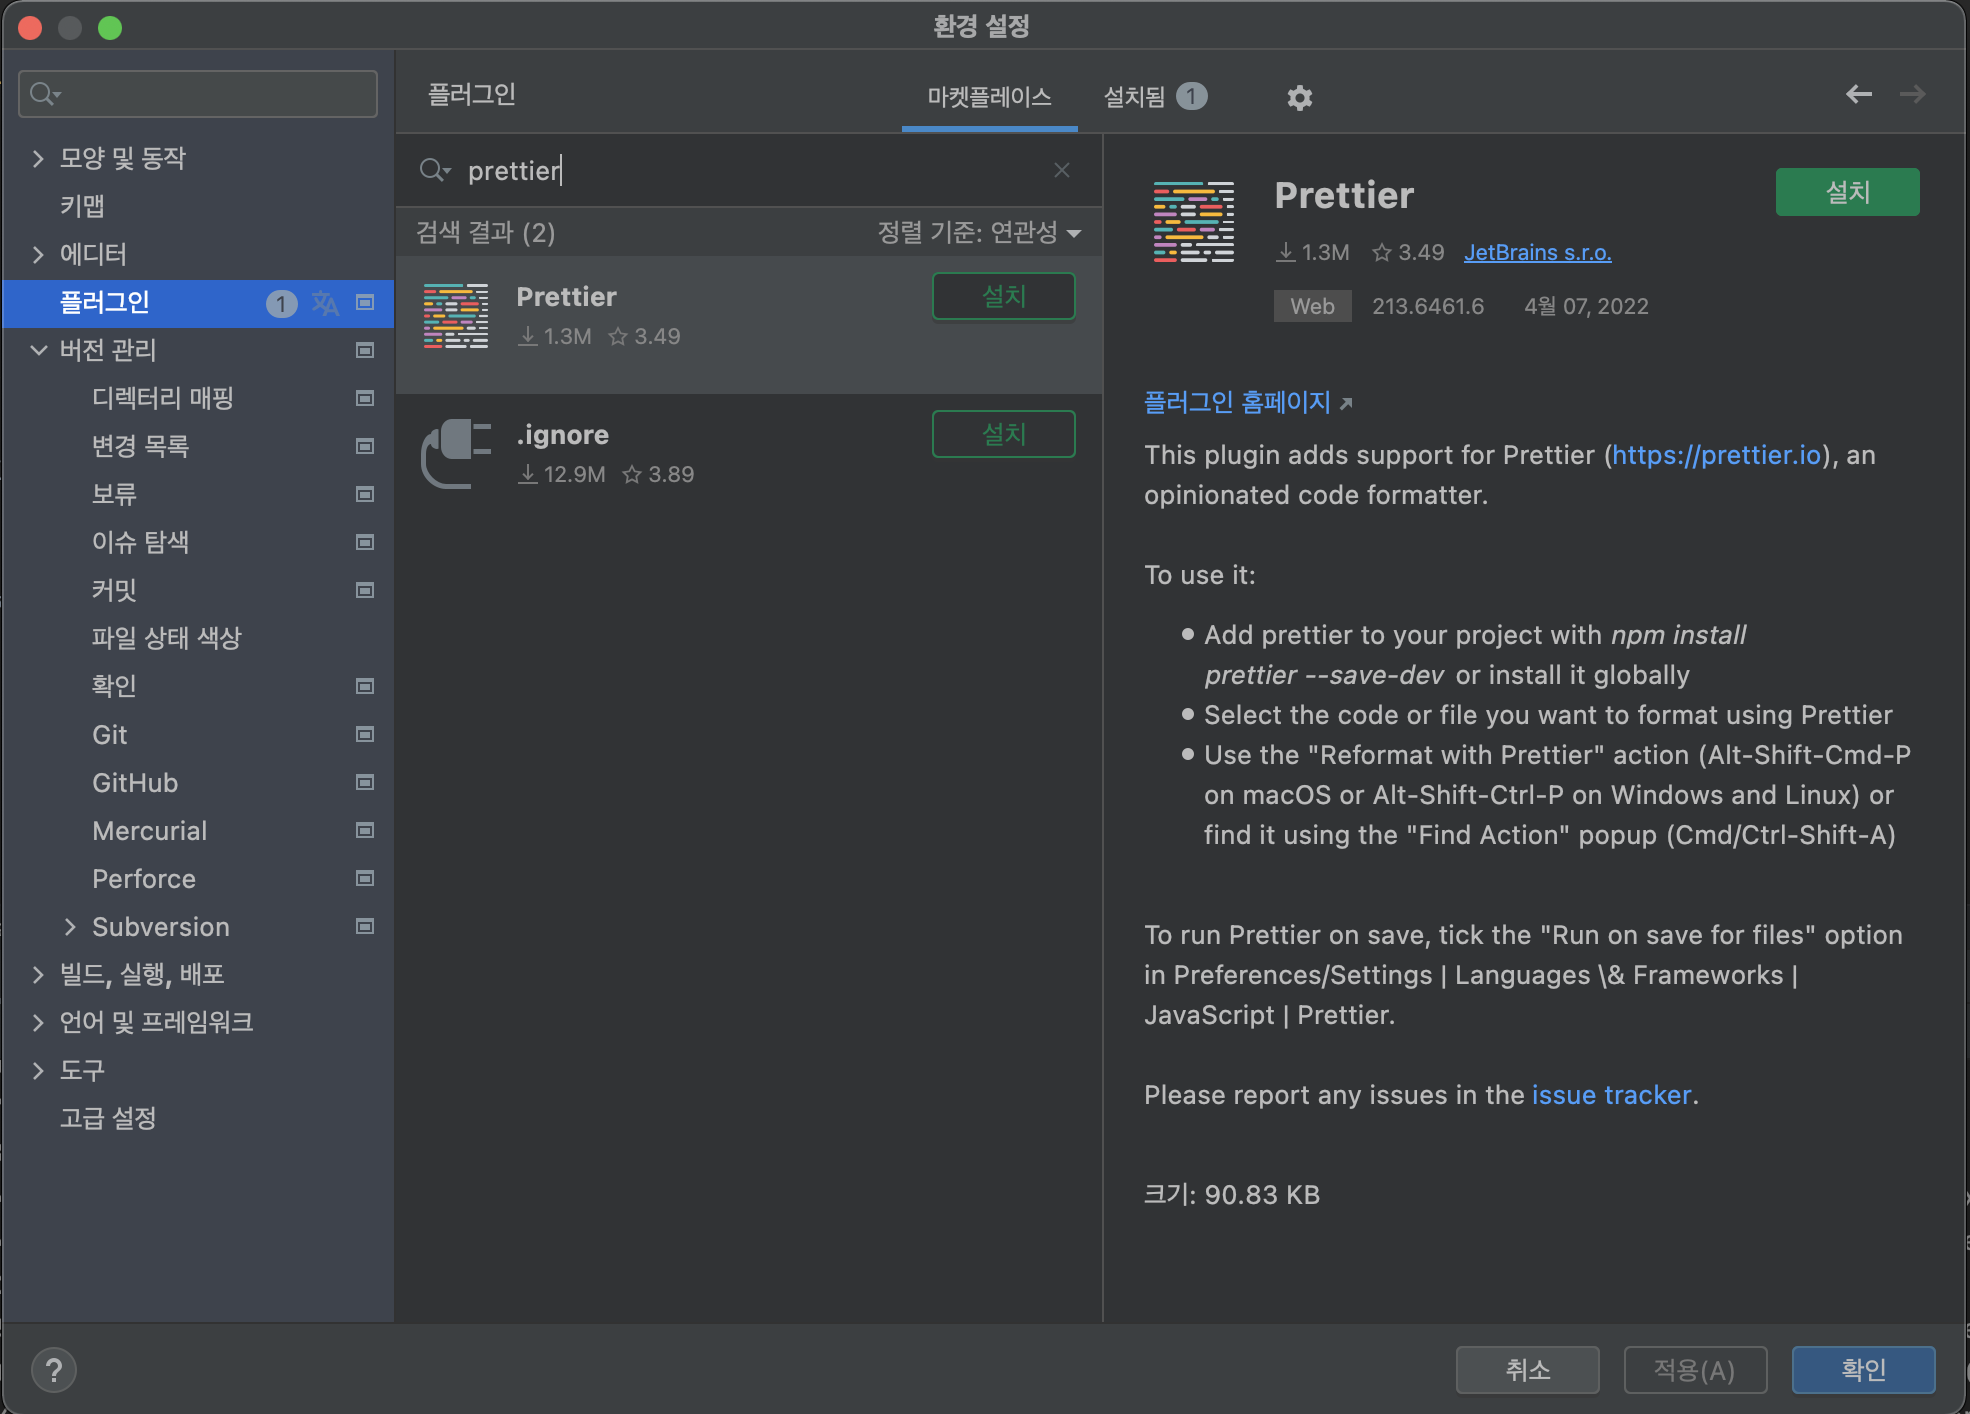 환경 설정
플러그인
마켓플레이스
설치됨 1
모양 및 동작
키맵
에디터
플러그인 1
버전 관리
디렉터리 매핑
변경 목록
보류
이슈 탐색
커밋
파일 상태 색상
확인
Git
GitHub
Mercurial
Perforce
Subversion
빌드, 실행, 배포
언어 및 프레임워크
도구
고급 설정
prettier
검색 결과 (2)
정렬 기준: 연관성
Prettier
설치
1.3M 3.49
.ignore
설치
12.9M 3.89
Prettier
설치
1.3M 3.49 JetBrains s.r.o.
Web 213.6461.6 4월 07, 2022
플러그인 홈페이지
This plugin adds support for Prettier (https://prettier.io), an
opinionated code formatter.
To use it:
Add prettier to your project with npm install
prettier --save-dev or install it globally
Select the code or file you want to format using Prettier
Use the "Reformat with Prettier" action (Alt-Shift-Cmd-P
on macOS or Alt-Shift-Ctrl-P on Windows and Linux) or
find it using the "Find Action" popup (Cmd/Ctrl-Shift-A)
To run Prettier on save, tick the "Run on save for files" option
in Preferences/Settings | Languages \& Frameworks |
JavaScript | Prettier.
Please report any issues in the issue tracker.
크기: 90.83 KB
?
취소
적용(A)
확인